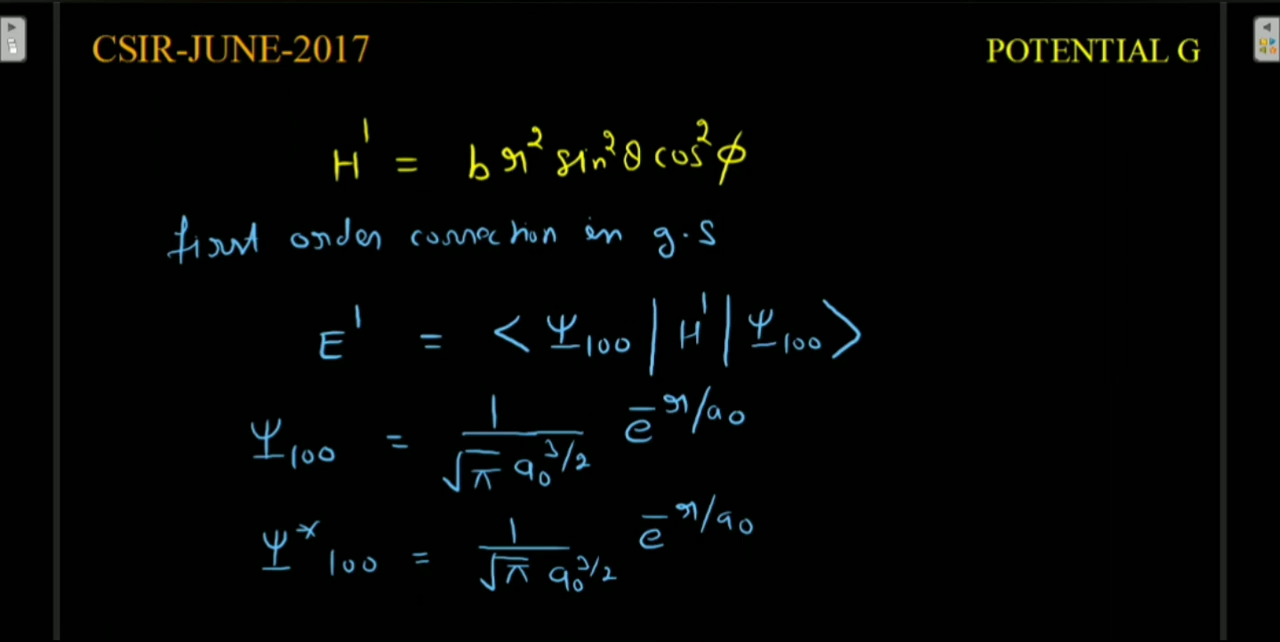 CSIR-JUNE-2017
POTENTIAL G
H' = b r² sin²θ cos²φ
first order correction in g.s
E' = < Ψ₁₀₀ | H' | Ψ₁₀₀ >
Ψ₁₀₀ = 1/(√π a₀^3/2) e^-r/a₀
Ψ*₁₀₀ = 1/(√π a₀^3/2) e^-r/a₀